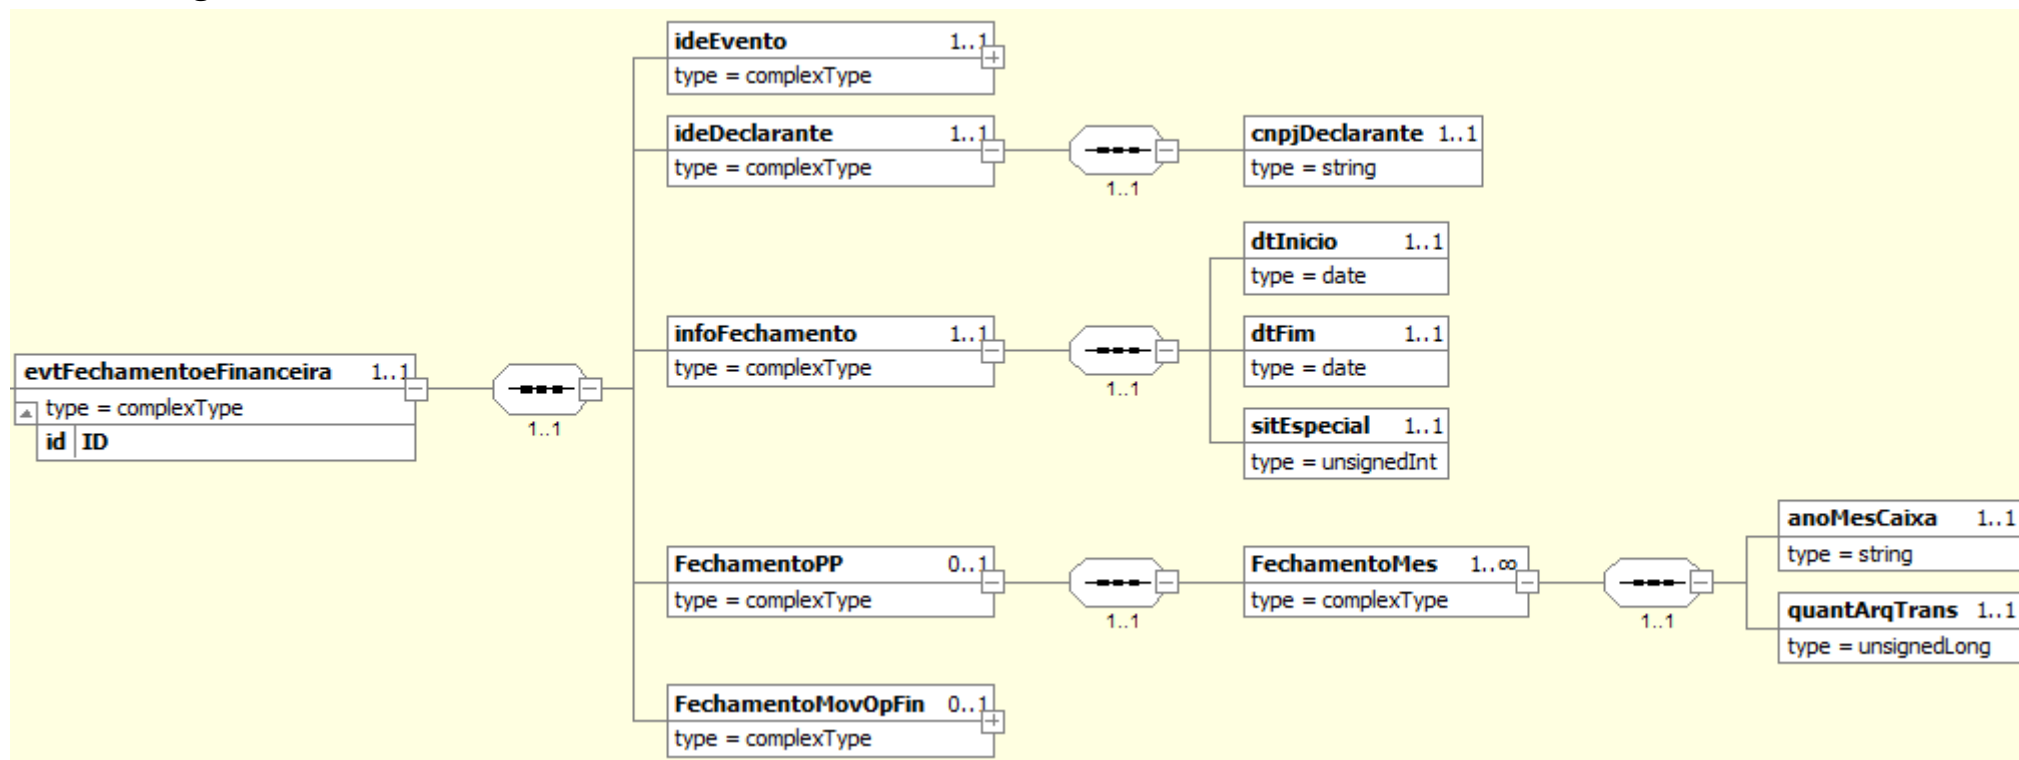 ideEvento 1..1
type = complexType
ideDeclarante 1..1
type = complexType
1..1
cnpjDeclarante 1..1
type = string
dtInicio 1..1
type = date
infoFechamento 1..1
type = complexType
1..1
dtFim 1..1
type = date
evtFechamentoeFinanceira 1..1
type = complexType
id ID
1..1
sitEspecial 1..1
type = unsignedInt
FechamentoPP 0..1
type = complexType
1..1
FechamentoMes 1..∞
type = complexType
1..1
anoMesCaixa 1..1
type = string
quantArqTrans 1..1
type = unsignedLong
FechamentoMovOpFin 0..1
type = complexType